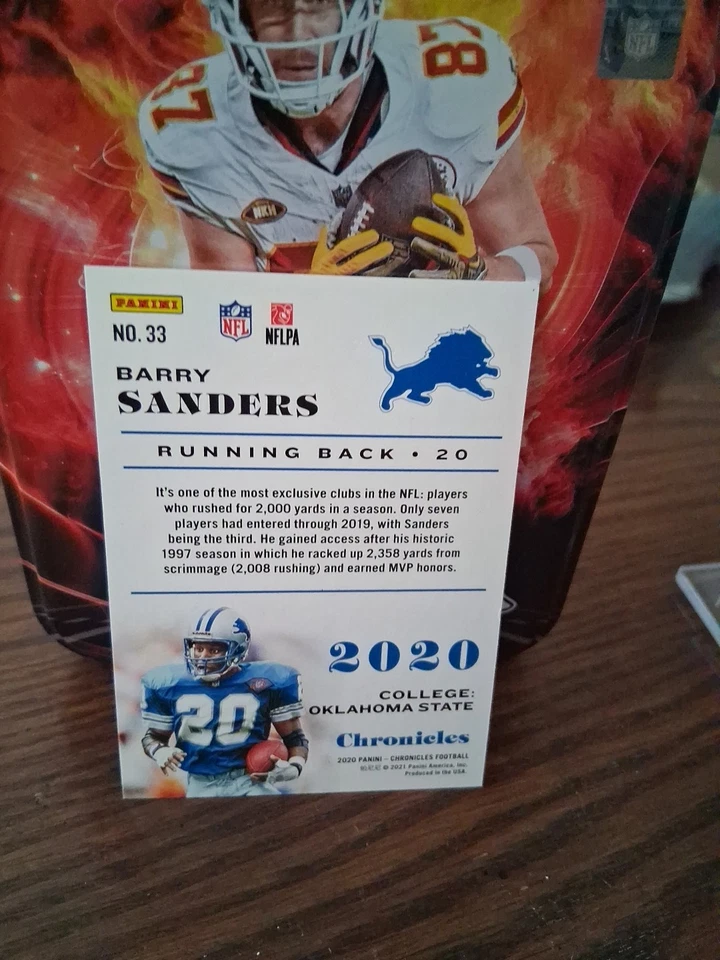 87
87
NFL
NKH
PANINI
NO. 33
NFL
NFLPA
BARRY
SANDERS
RUNNING BACK • 20
It's one of the most exclusive clubs in the NFL: players
who rushed for 2,000 yards in a season. Only seven
players had entered through 2019, with Sanders
being the third. He gained access after his historic
1997 season in which he racked up 2,358 yards from
scrimmage (2,008 rushing) and earned MVP honors.
20
2020
COLLEGE:
OKLAHOMA STATE
Chronicles
2020 PANINI – CHRONICLES FOOTBALL
© 2021 Panini America, Inc.
Produced in the USA.